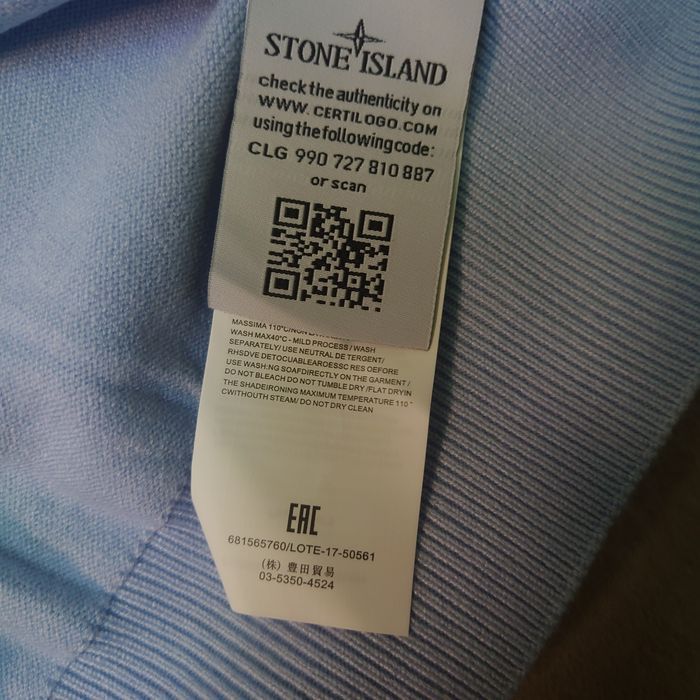 STONE ISLAND
check the authenticity on
WWW.CERTILOGO.COM
using the following code:
CLG 990 727 810 887
or scan
MASSIMA 110°C/NON
WASH MAX40°C - MILD PROCESS / WASH
SEPARATELY/ USE NEUTRAL DE TERGENT/
RHSDVE DETOCUABLEARDESSC RES OEFORE
USE WASH:NG SOAFDIRECTLY ON THE GARMENT /
DO NOT BLEACH DO NOT TUMBLE DRY /FLAT DRYIN
THE SHADEIRONING MAXIMUM TEMPERATURE 110 °
CWITHOUTH STEAM/ DO NOT DRY CLEAN
EAC
681565760/LOTE-17-50561
(株) 豊田貿易
03-5350-4524